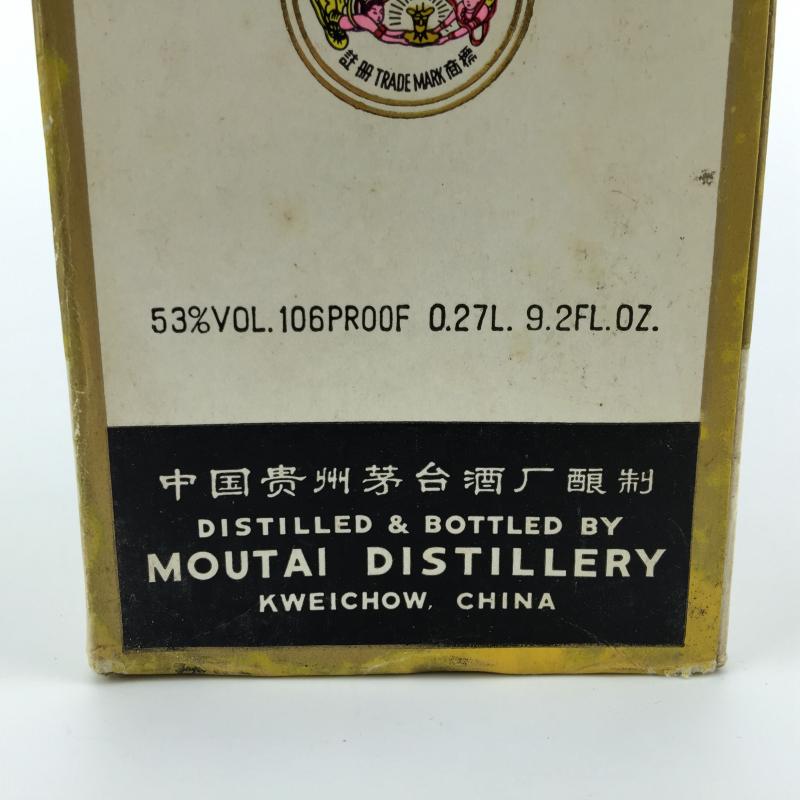 註册 TRADE MARK 商標
53%VOL.106PROOF 0.27L. 9.2FL.OZ.
中国贵州茅台酒厂酿制
DISTILLED & BOTTLED BY
MOUTAI DISTILLERY
KWEICHOW, CHINA